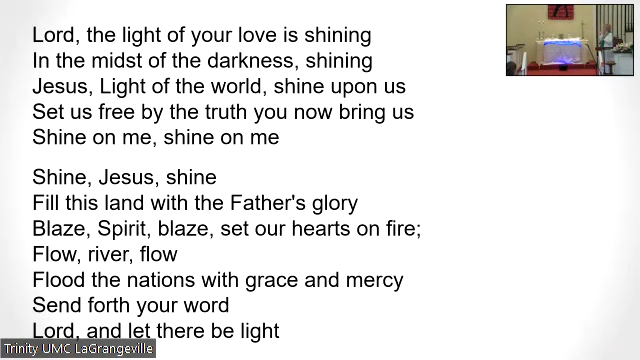 Lord, the light of your love is shining
In the midst of the darkness, shining
Jesus, Light of the world, shine upon us
Set us free by the truth you now bring us
Shine on me, shine on me
Shine, Jesus, shine
Fill this land with the Father's glory
Blaze, Spirit, blaze, set our hearts on fire;
Flow, river, flow
Flood the nations with grace and mercy
Send forth your word
Lord, and let there be light
Trinity UMC LaGrangeville